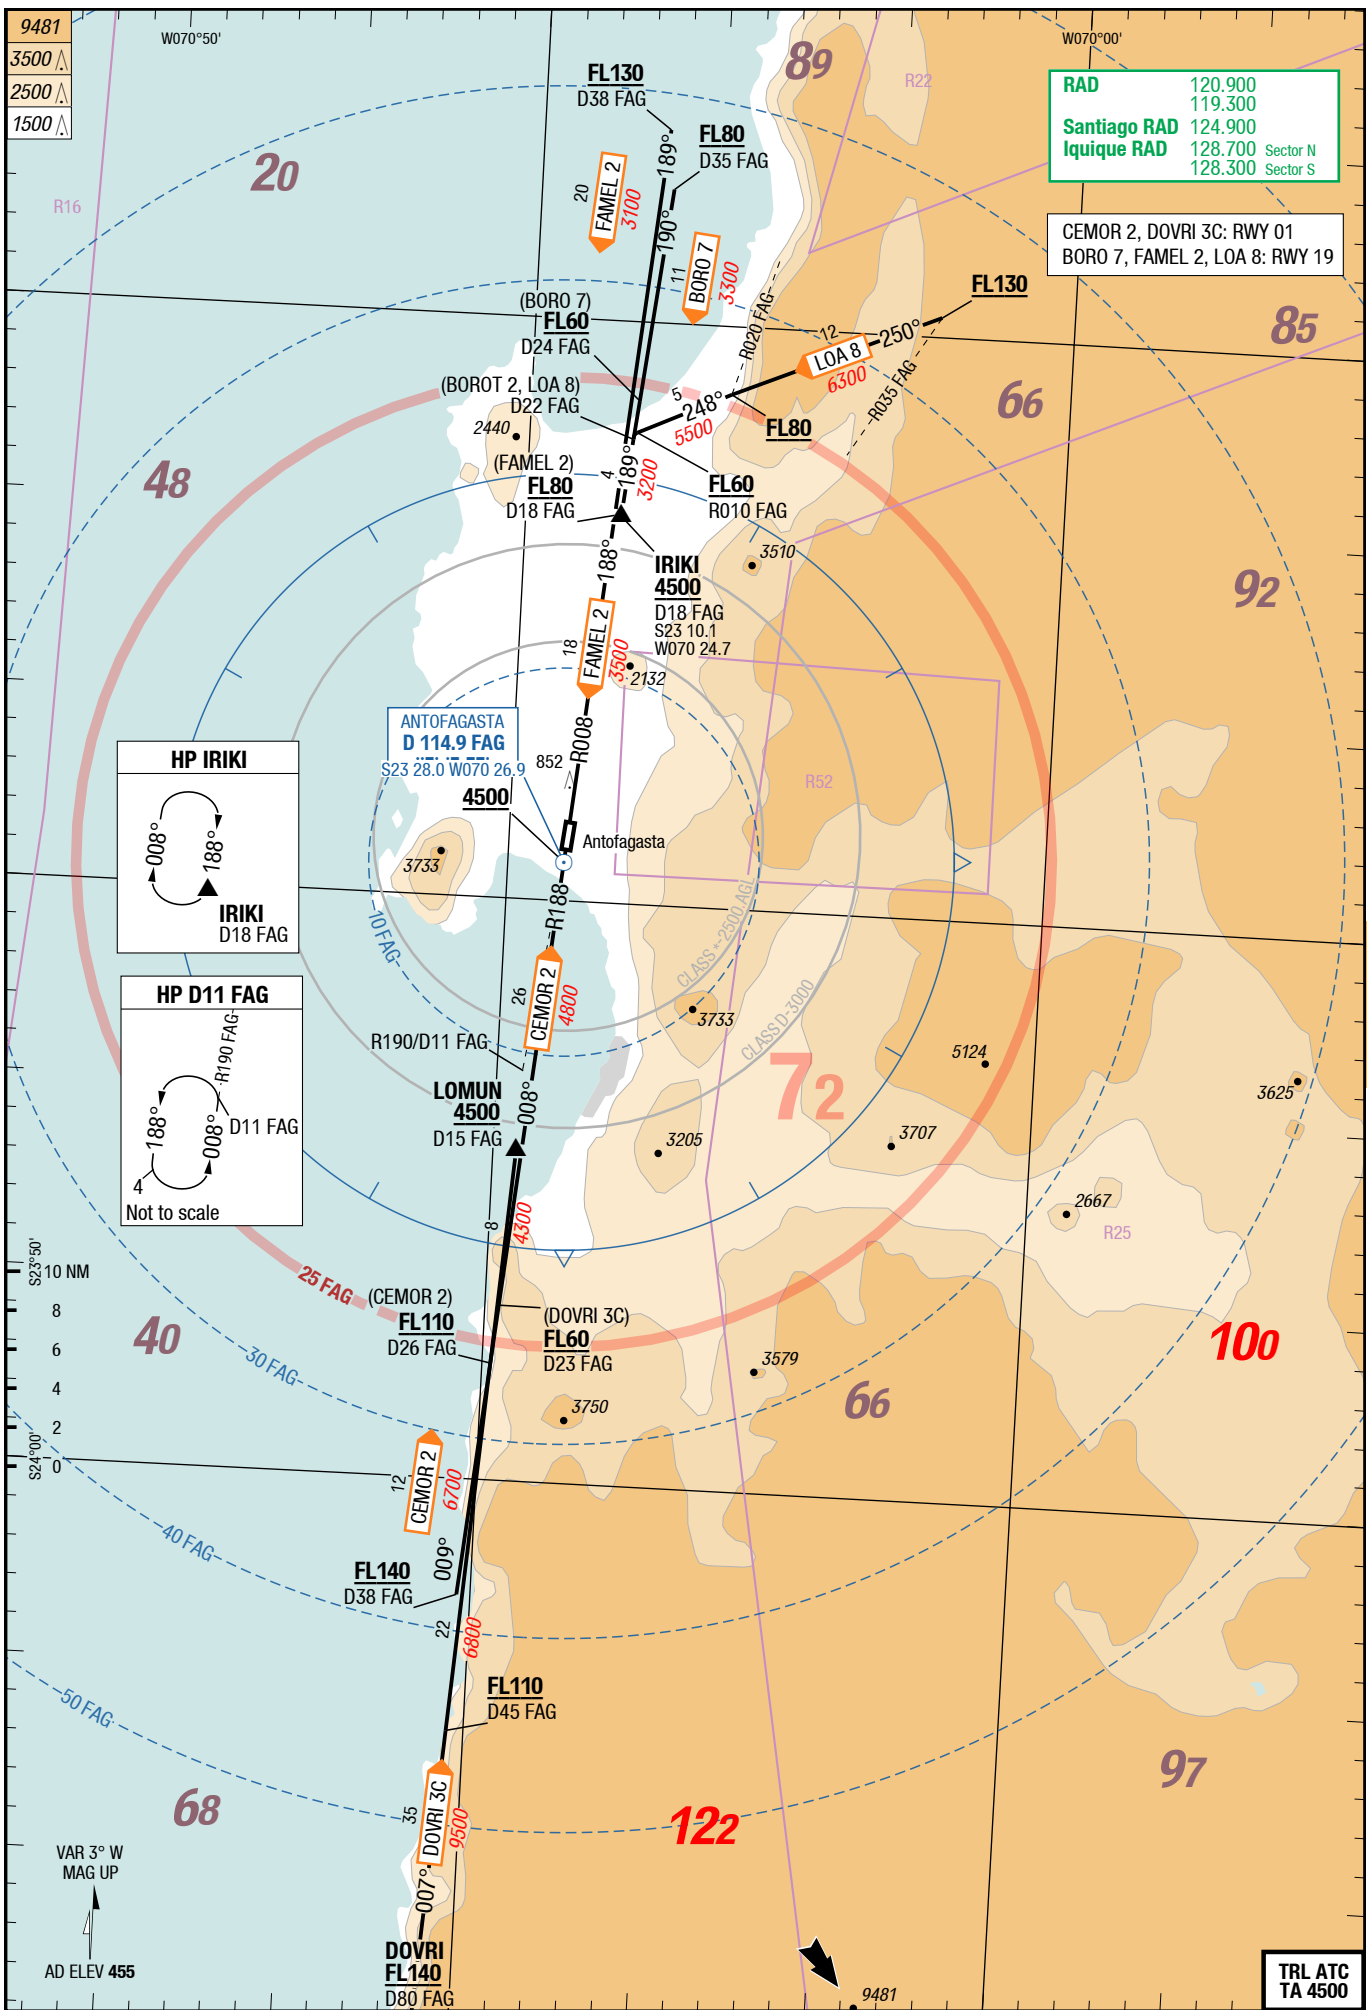 9481
3500
2500
1500
W070°50'
W070°00'
89
R22
RAD 120.900
119.300
Santiago RAD 124.900
Iquique RAD 128.700 Sector N
128.300 Sector S
CEMOR 2, DOVRI 3C: RWY 01
BORO 7, FAMEL 2, LOA 8: RWY 19
FL130
D38 FAG
FL80
D35 FAG
189°
190°
20
FAMEL 2
3100
11
BORO 7
3300
20
R16
(BORO 7)
FL60
D24 FAG
R020 FAG
FL130
12
250°
LOA 8
6300
R035 FAG
85
66
(BOROT 2, LOA 8)
D22 FAG
5
248°
5500
FL80
2440
48
(FAMEL 2)
FL80
D18 FAG
4
189°
3200
FL60
R010 FAG
188°
IRIKI
4500
D18 FAG
S23 10.1
W070 24.7
3510
92
18
FAMEL 2
3500
2132
ANTOFAGASTA
D 114.9 FAG
S23 28.0 W070 26.9
852
R008
R52
4500
Antofagasta
HP IRIKI
008°
188°
IRIKI
D18 FAG
3733
10 FAG
R188
CLASS *-2500 AGL
CLASS D-3000
26
CEMOR 2
4800
3733
HP D11 FAG
R190 FAG
188°
008°
D11 FAG
4
Not to scale
R190/D11 FAG
LOMUN
4500
D15 FAG
008°
72
5124
3625
3205
3707
2667
R25
8
4300
S23°50'
10 NM
8
6
4
2
0
S24°00'
25 FAG
(CEMOR 2)
FL110
D26 FAG
(DOVRI 3C)
FL60
D23 FAG
40
30 FAG
3579
3750
66
100
12
CEMOR 2
6700
40 FAG
009°
FL140
D38 FAG
22
6800
FL110
D45 FAG
50 FAG
97
68
122
35
DOVRI 3C
9500
VAR 3° W
MAG UP
AD ELEV 455
007°
DOVRI
FL140
D80 FAG
9481
TRL ATC
TA 4500